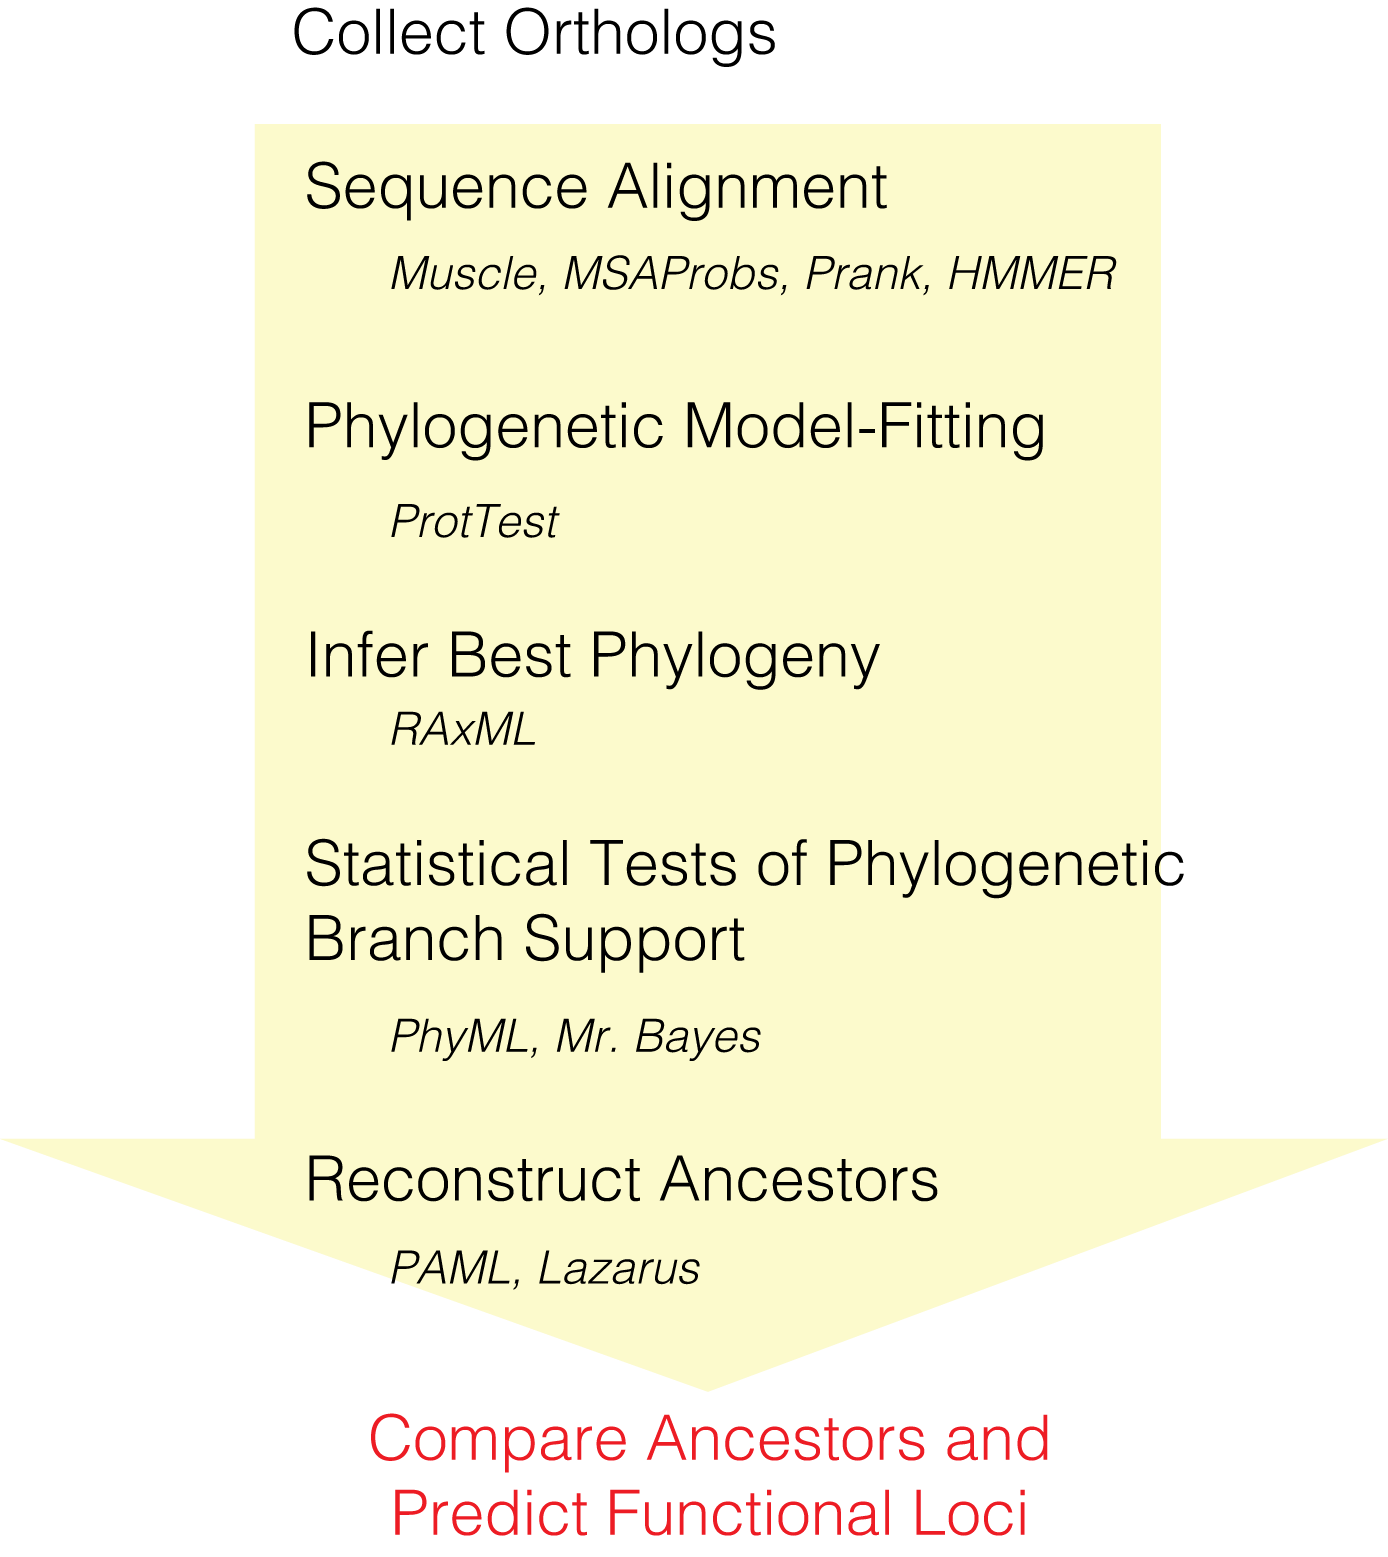 Collect Orthologs
Sequence Alignment
Muscle, MSAProbs, Prank, HMMER
Phylogenetic Model-Fitting
ProtTest
Infer Best Phylogeny
RAxML
Statistical Tests of Phylogenetic
Branch Support
PhyML, Mr. Bayes
Reconstruct Ancestors
PAML, Lazarus
Compare Ancestors and
Predict Functional Loci